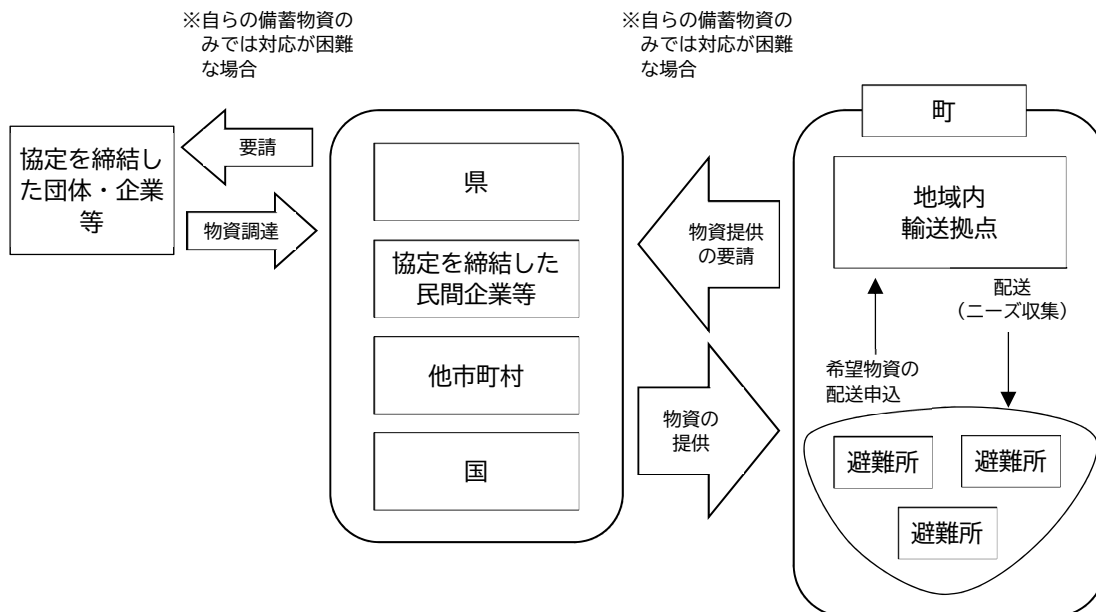 ※自らの備蓄物資の
みでは対応が困難
な場合
※自らの備蓄物資の
みでは対応が困難
な場合
協定を締結し
た団体・企業
等
要請
物資調達
県
協定を締結した
民間企業等
他市町村
国
物資提供
の要請
物資の
提供
町
地域内
輸送拠点
配送
（ニーズ収集）
希望物資の
配送申込
避難所
避難所
避難所